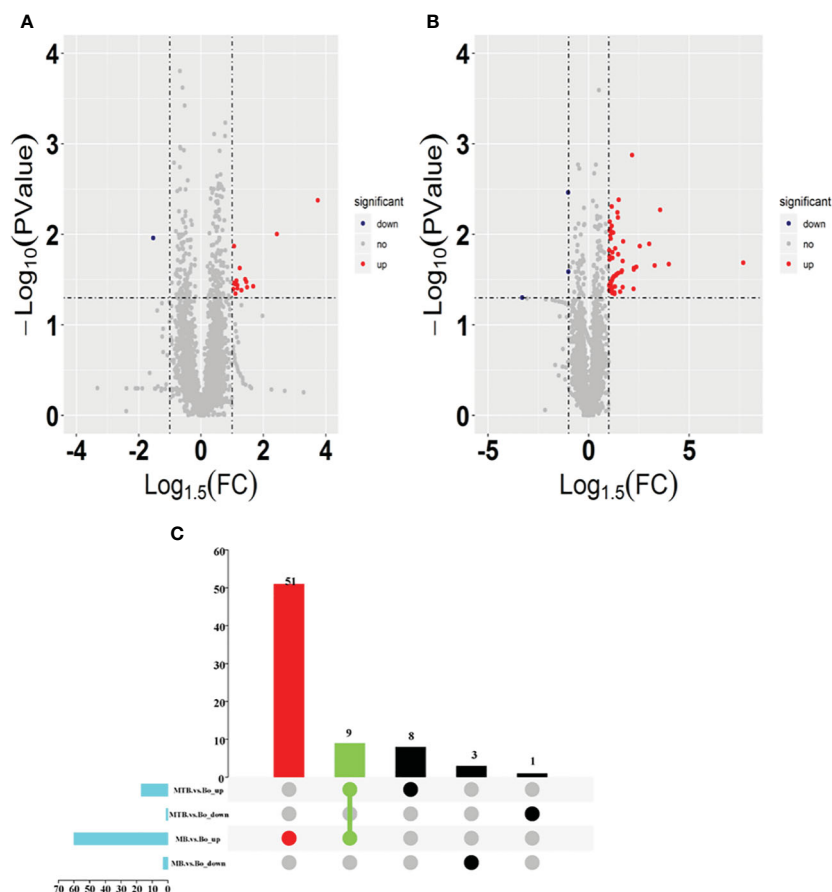 A
B
4
3
2
1
0
−Log10(PValue)
-4
-2
0
2
4
Log1.5(FC)
significant
down
no
up
4
3
2
1
0
−Log10(PValue)
-5
0
5
Log1.5(FC)
significant
down
no
up
C
60
50
40
30
20
10
0
51
9
8
3
1
MTB.vs.Bo_up
MTB.vs.Bo_down
MB.vs.Bo_up
MB.vs.Bo_down
70 60 50 40 30 20 10 0